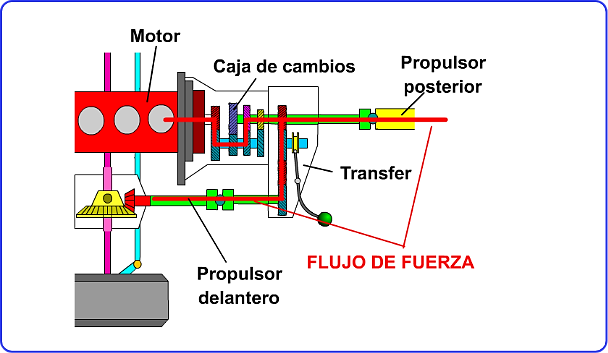 Motor
Caja de cambios
Propulsor
posterior
Transfer
Propulsor
delantero
FLUJO DE FUERZA